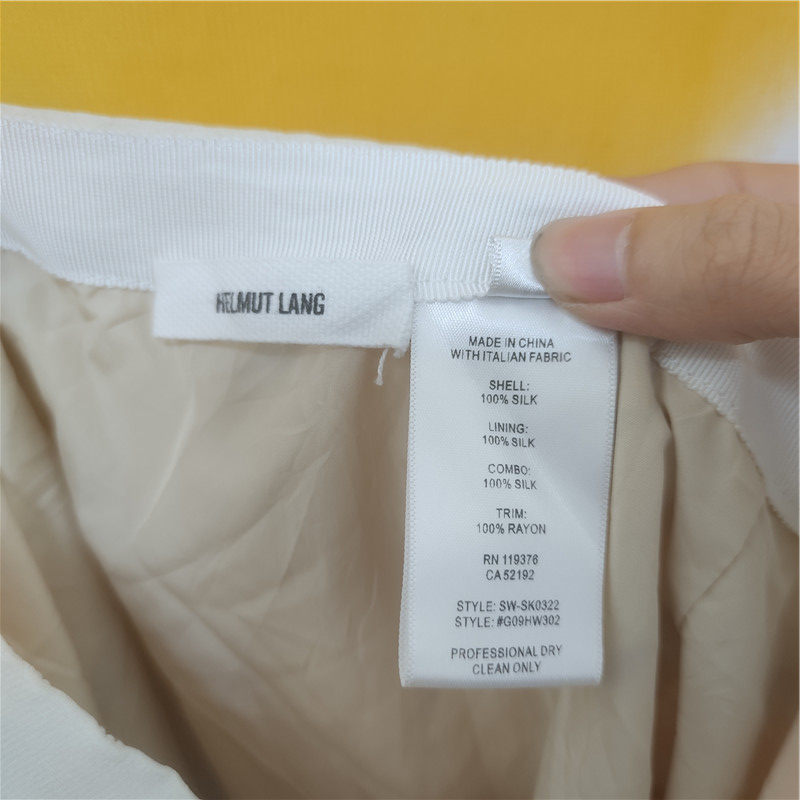 HELMUT LANG
MADE IN CHINA
WITH ITALIAN FABRIC
SHELL:
100% SILK
LINING:
100% SILK
COMBO:
100% SILK
TRIM:
100% RAYON
RN 119376
CA 52192
STYLE: SW-SK0322
STYLE: #G09HW302
PROFESSIONAL DRY
CLEAN ONLY